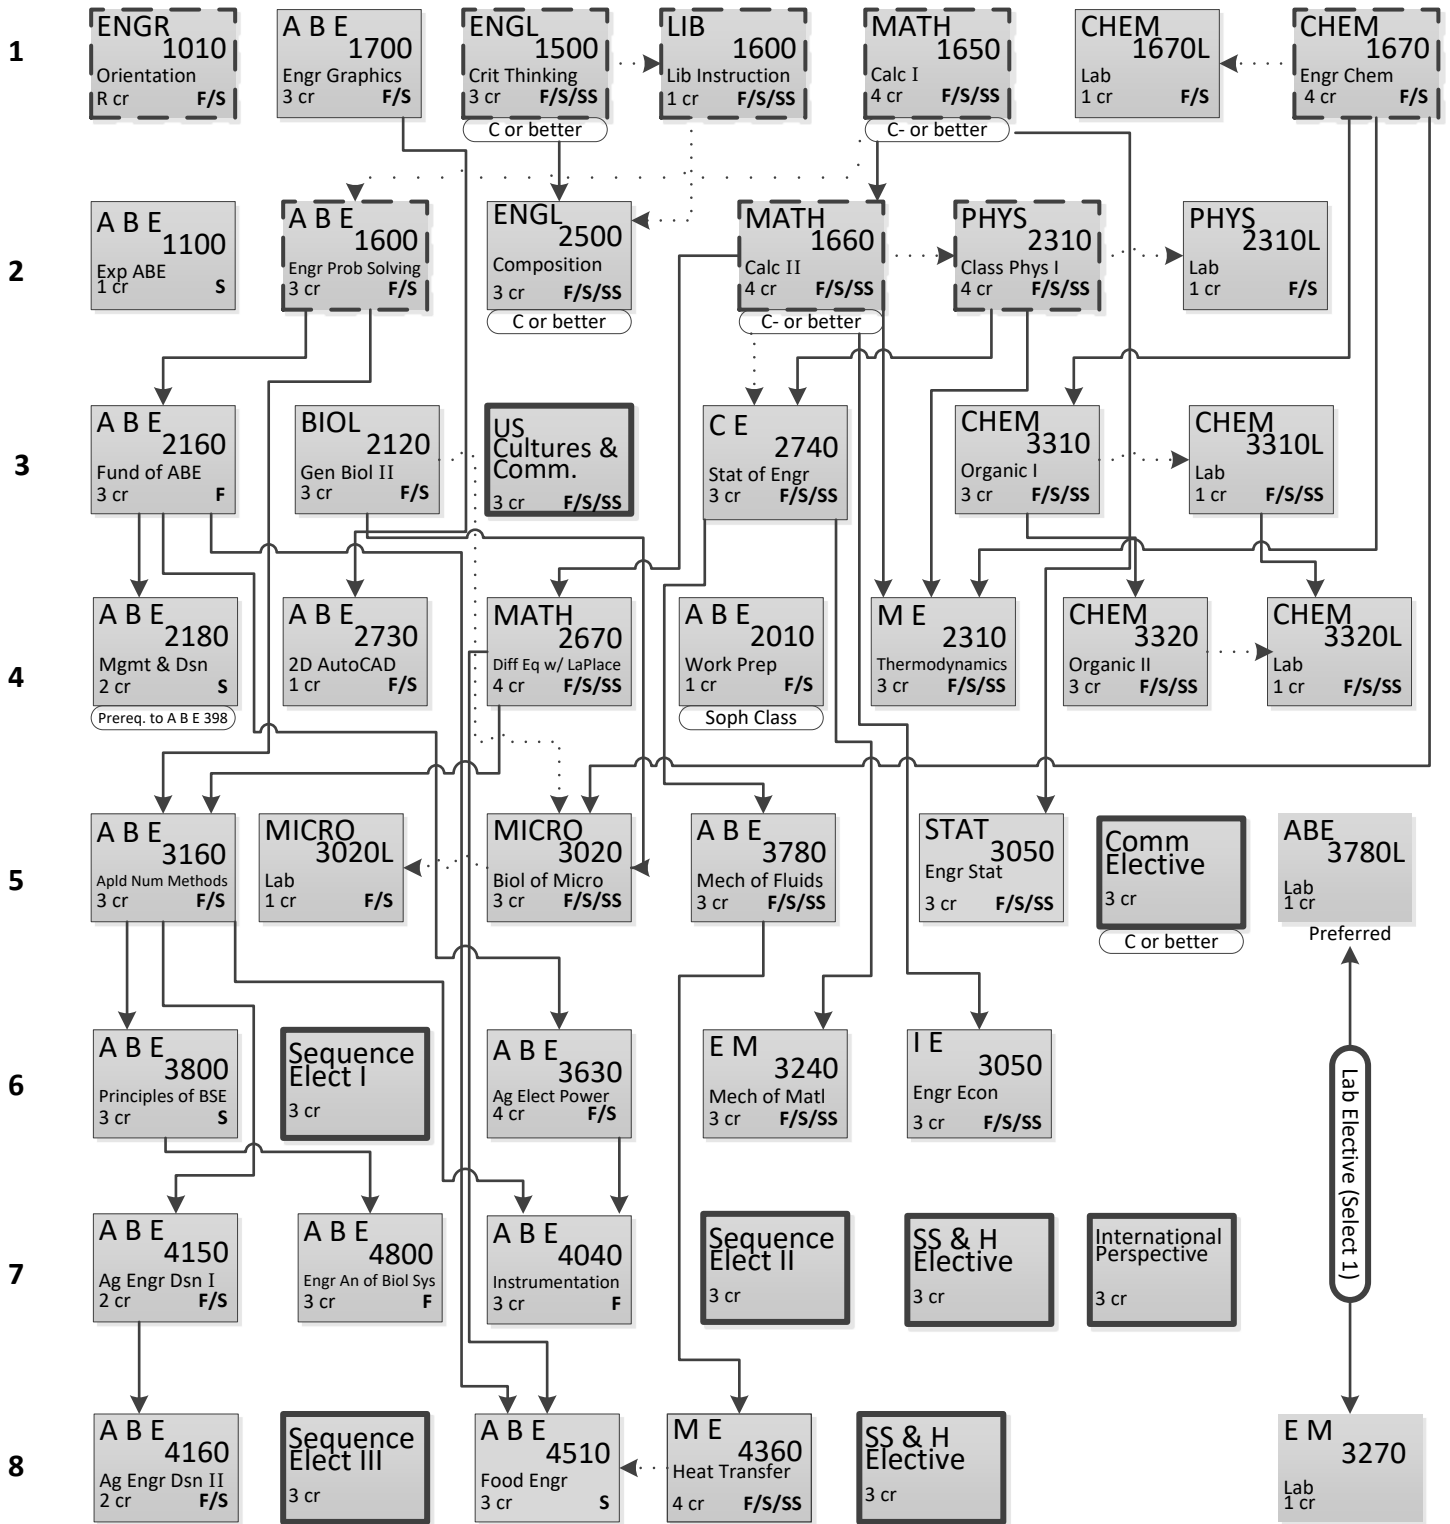 1
ENGR
1010
Orientation
R cr F/S
A B E
1700
Engr Graphics
3 cr F/S
ENGL
1500
Crit Thinking
3 cr F/S/SS
C or better
LIB
1600
Lib Instruction
1 cr F/S/SS
MATH
1650
Calc I
4 cr F/S/SS
C- or better
CHEM
1670L
Lab
1 cr F/S
CHEM
1670
Engr Chem
4 cr F/S
2
A B E
1100
Exp ABE
1 cr S
A B E
1600
Engr Prob Solving
3 cr F/S
ENGL
2500
Composition
3 cr F/S/SS
C or better
MATH
1660
Calc II
4 cr F/S/SS
C- or better
PHYS
2310
Class Phys I
4 cr F/S/SS
PHYS
2310L
Lab
1 cr F/S
3
A B E
2160
Fund of ABE
3 cr F
BIOL
2120
Gen Biol II
3 cr F/S
US
Cultures &
Comm.
3 cr F/S/SS
C E
2740
Stat of Engr
3 cr F/S/SS
CHEM
3310
Organic I
3 cr F/S/SS
CHEM
3310L
Lab
1 cr F/S/SS
4
A B E
2180
Mgmt & Dsn
2 cr S
Prereq. to A B E 398
A B E
2730
2D AutoCAD
1 cr F/S
MATH
2670
Diff Eq w/ LaPlace
4 cr F/S/SS
A B E
2010
Work Prep
1 cr F/S
Soph Class
M E
2310
Thermodynamics
3 cr F/S/SS
CHEM
3320
Organic II
3 cr F/S/SS
CHEM
3320L
Lab
1 cr F/S/SS
5
A B E
3160
Apld Num Methods
3 cr F/S
MICRO
3020L
Lab
1 cr F/S
MICRO
3020
Biol of Micro
3 cr F/S/SS
A B E
3780
Mech of Fluids
3 cr F/S/SS
STAT
3050
Engr Stat
3 cr F/S/SS
Comm
Elective
3 cr
C or better
ABE
3780L
Lab
1 cr
Preferred
6
A B E
3800
Principles of BSE
3 cr S
Sequence
Elect I
3 cr
A B E
3630
Ag Elect Power
4 cr F/S
E M
3240
Mech of Matl
3 cr F/S/SS
I E
3050
Engr Econ
3 cr F/S/SS
Lab Elective (Select 1)
7
A B E
4150
Ag Engr Dsn I
2 cr F/S
A B E
4800
Engr An of Biol Sys
3 cr F
A B E
4040
Instrumentation
3 cr F
Sequence
Elect II
3 cr
SS & H
Elective
3 cr
International
Perspective
3 cr
8
A B E
4160
Ag Engr Dsn II
2 cr F/S
Sequence
Elect III
3 cr
A B E
4510
Food Engr
3 cr S
M E
4360
Heat Transfer
4 cr F/S/SS
SS & H
Elective
3 cr
E M
3270
Lab
1 cr